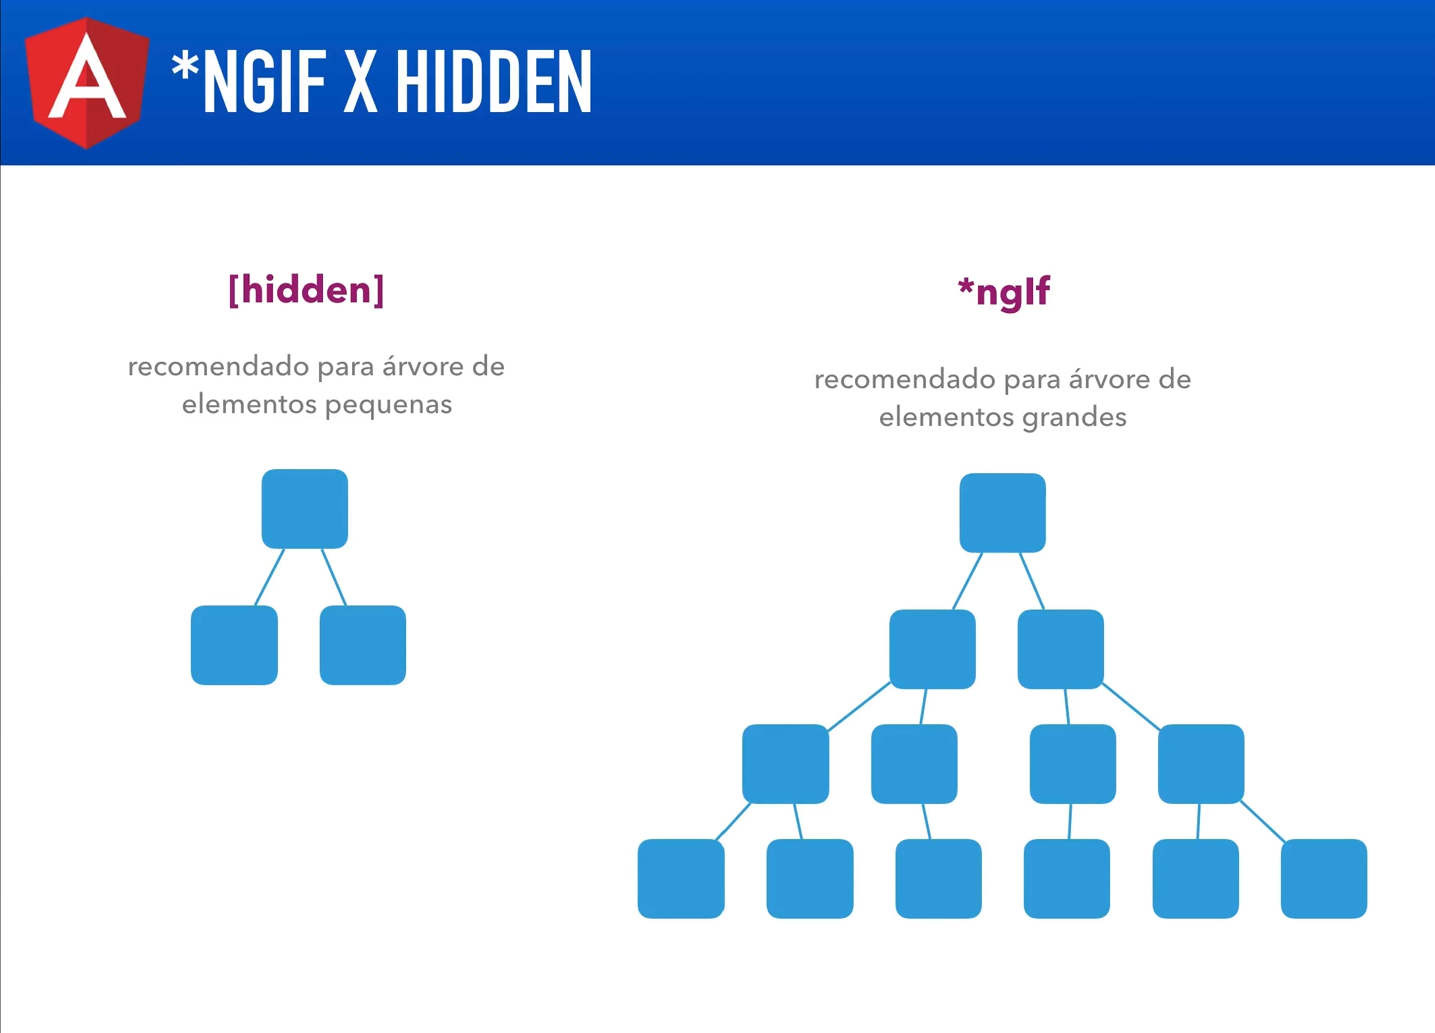 *NGIF X HIDDEN
[hidden]
recomendado para árvore de
elementos pequenas
*ngIf
recomendado para árvore de
elementos grandes